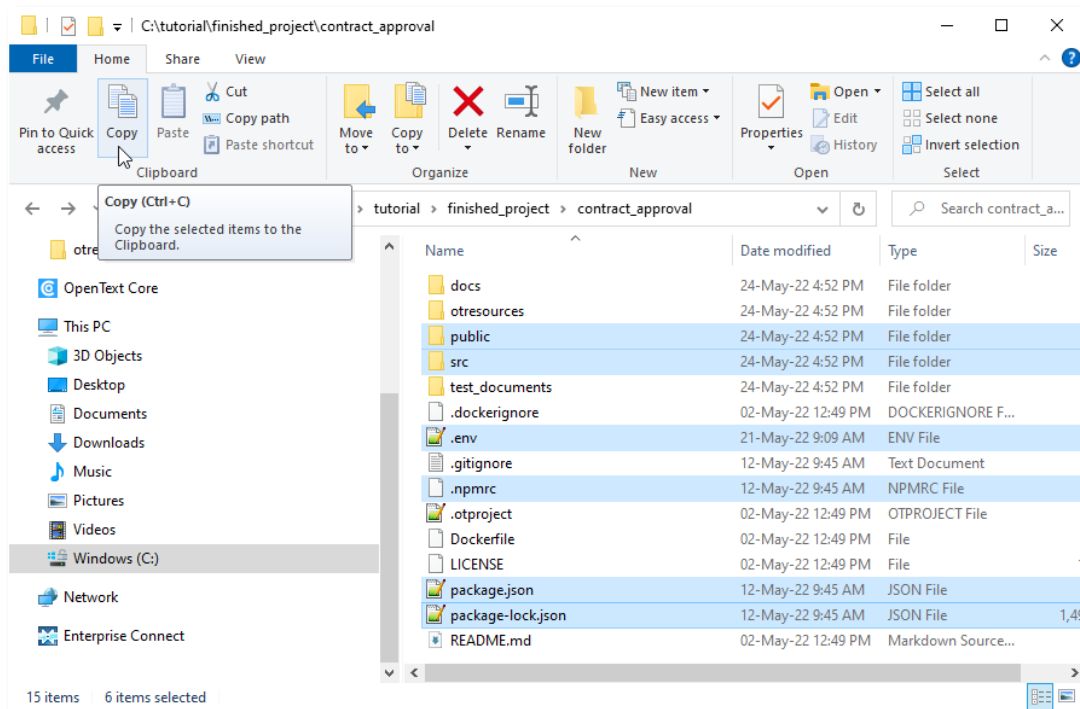 C:\tutorial\finished_project\contract_approval
File Home Share View
Pin to Quick access
Copy
Paste
Cut
Copy path
Paste shortcut
Clipboard
Move to
Copy to
Delete
Rename
Organize
New folder
New item
Easy access
New
Properties
Open
Edit
History
Open
Select all
Select none
Invert selection
Select
Copy (Ctrl+C)
Copy the selected items to the
Clipboard.
tutorial > finished_project > contract_approval
Search contract_a...
otre
OpenText Core
This PC
3D Objects
Desktop
Documents
Downloads
Music
Pictures
Videos
Windows (C:)
Network
Enterprise Connect
Name Date modified Type Size
docs 24-May-22 4:52 PM File folder
otresources 24-May-22 4:52 PM File folder
public 24-May-22 4:52 PM File folder
src 24-May-22 4:52 PM File folder
test_documents 24-May-22 4:52 PM File folder
.dockerignore 02-May-22 12:49 PM DOCKERIGNORE F...
.env 21-May-22 9:09 AM ENV File
.gitignore 12-May-22 9:45 AM Text Document
.npmrc 12-May-22 9:45 AM NPMRC File
.otproject 02-May-22 12:49 PM OTPROJECT File
Dockerfile 02-May-22 12:49 PM File
LICENSE 02-May-22 12:49 PM File
package.json 12-May-22 9:45 AM JSON File
package-lock.json 12-May-22 9:45 AM JSON File 1,49
README.md 02-May-22 12:49 PM Markdown Source...
15 items 6 items selected